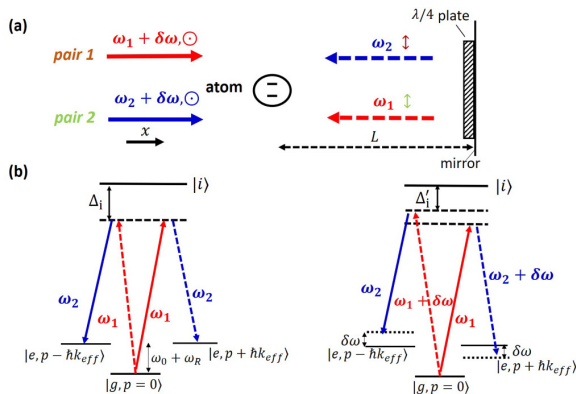 (a)
λ/4 plate
pair 1
ω₁ + δω,⊙
ω₂ ↕
atom
pair 2
ω₂ + δω,⊙
ω₁ ↕
x
L
mirror
(b)
|i⟩
Δᵢ
ω₂
ω₁
ω₁
ω₂
|e, p − ħk_eff⟩
ω₀ + ω_R
|e, p + ħk_eff⟩
|g, p = 0⟩
|i⟩
Δ′ᵢ
ω₂
ω₁ + δω
ω₁
ω₂ + δω
δω
|e, p − ħk_eff⟩
δω
|e, p + ħk_eff⟩
|g, p = 0⟩